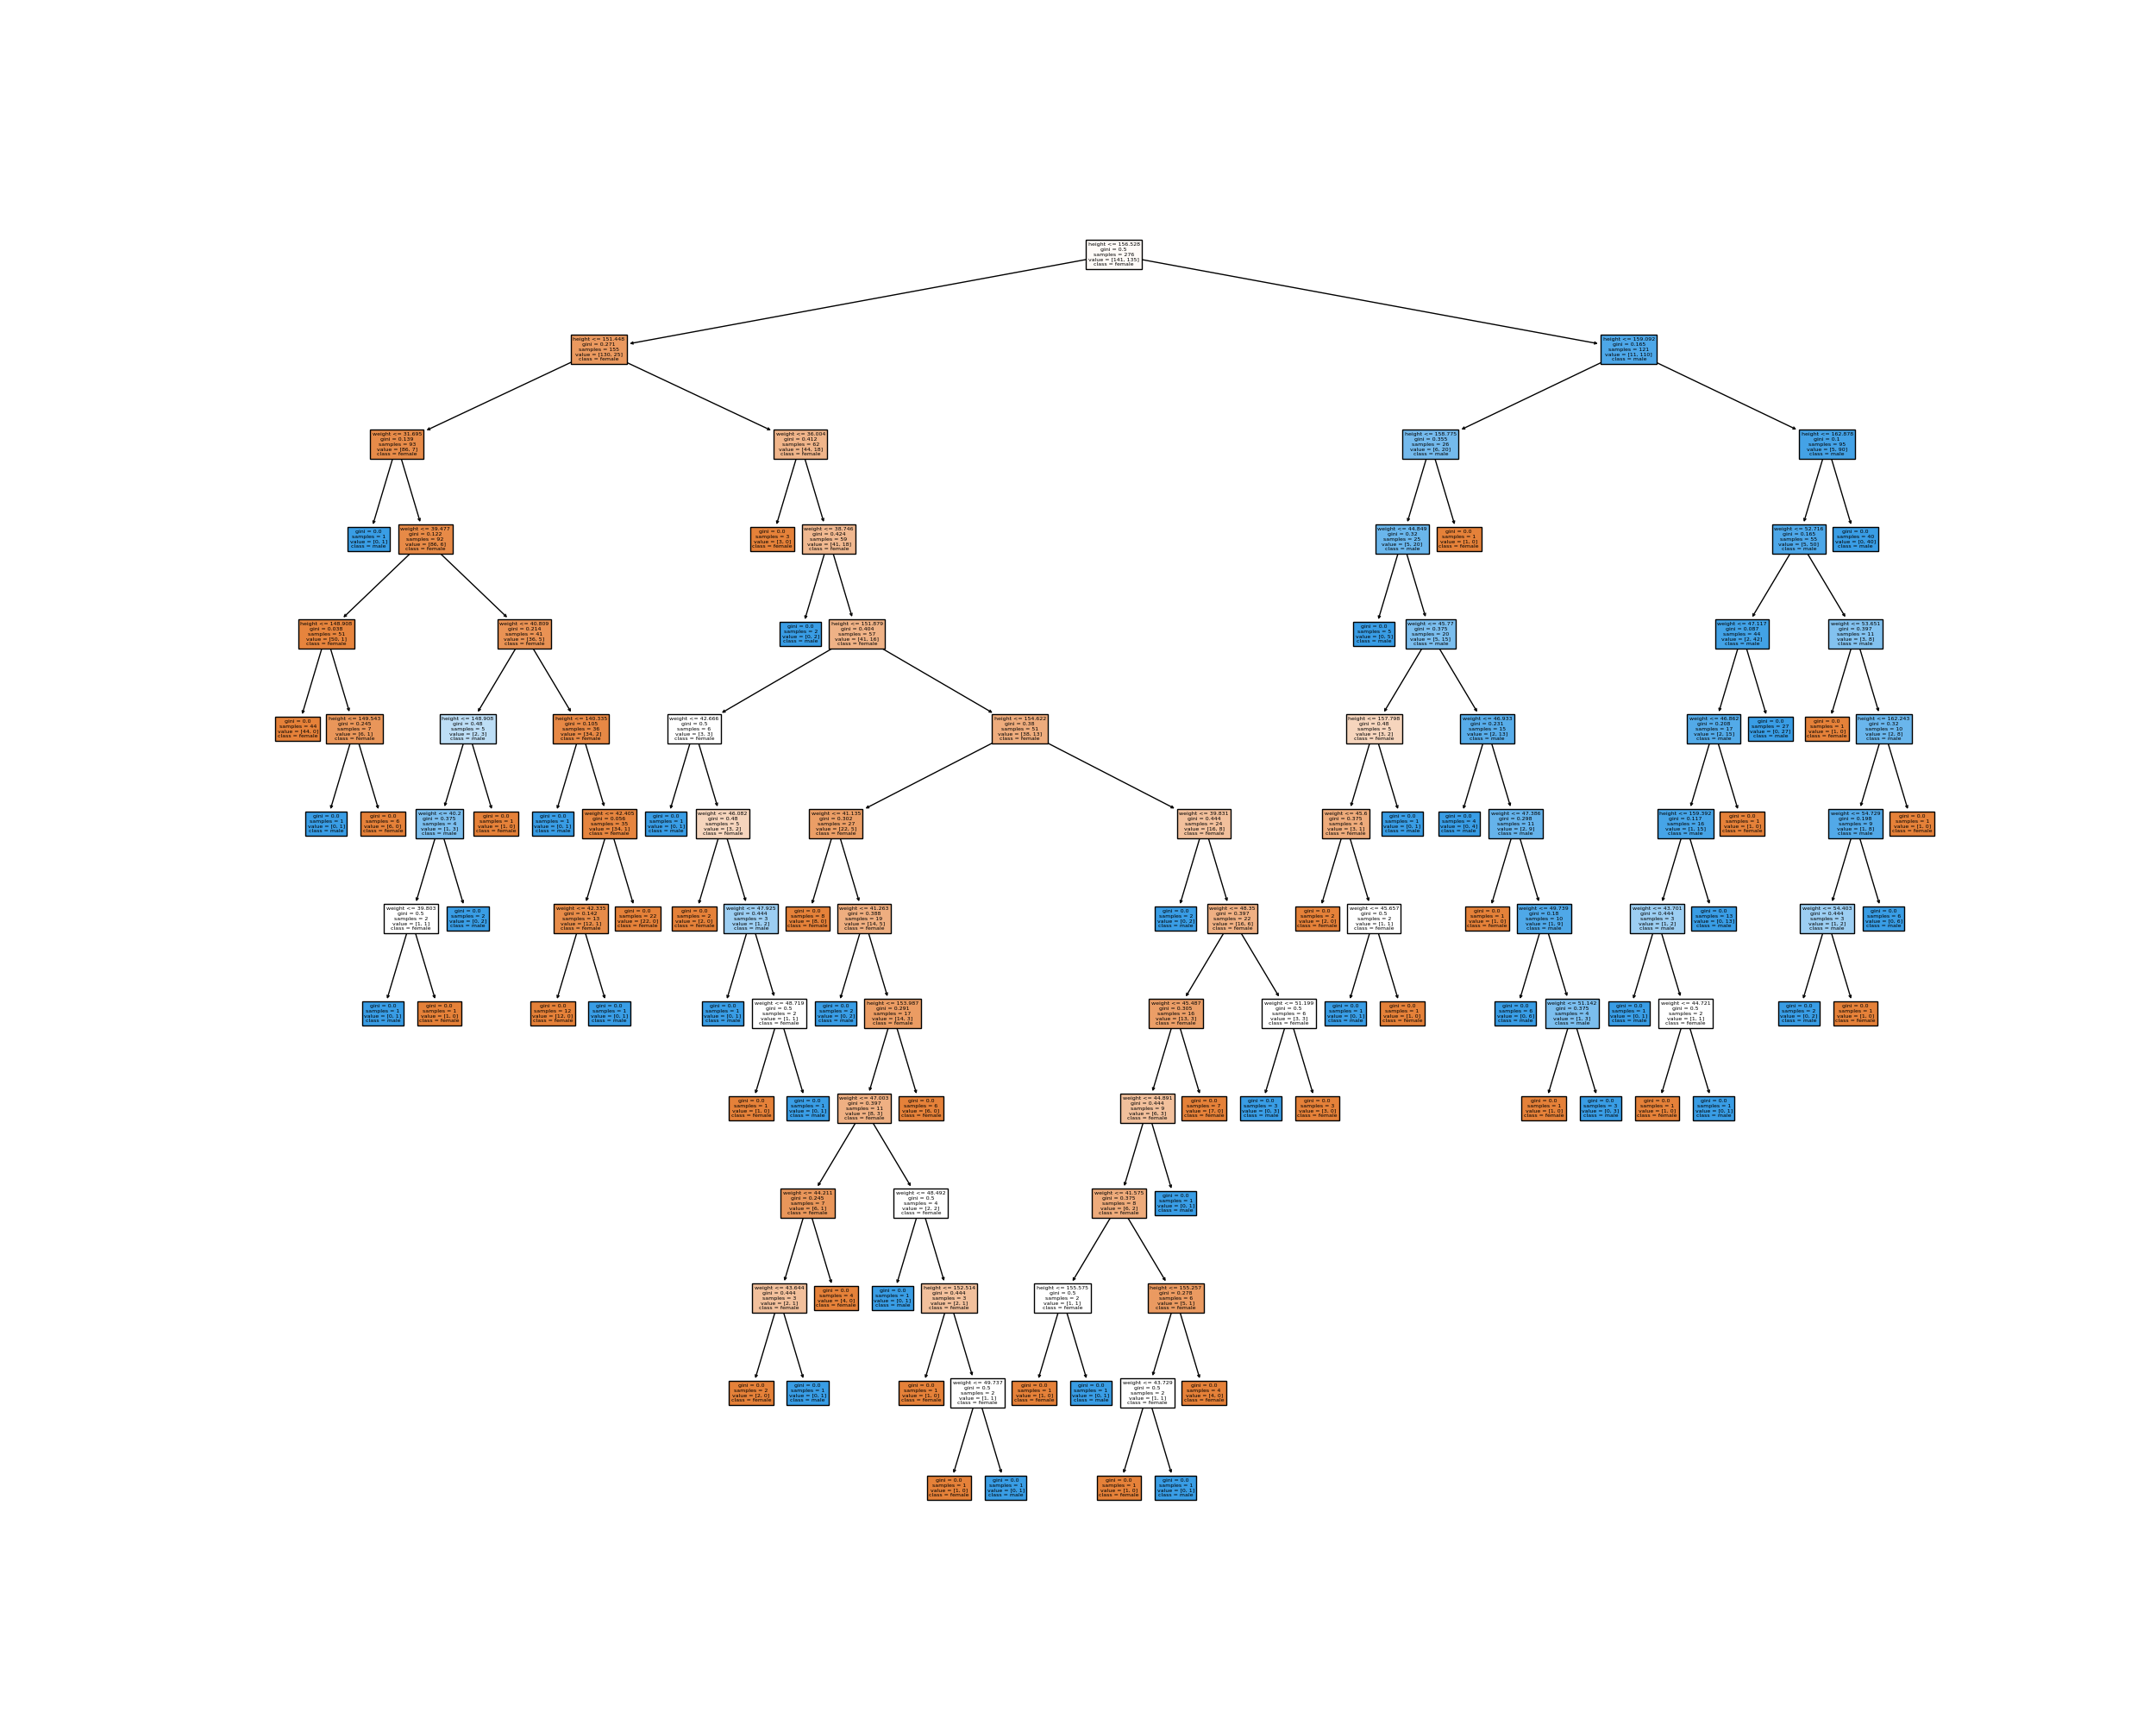 height <= 156.528
gini = 0.5
samples = 276
value = [141, 135]
class = female
height <= 151.448
gini = 0.271
samples = 155
value = [130, 25]
class = female
height <= 159.092
gini = 0.165
samples = 121
value = [11, 110]
class = male
weight <= 31.695
gini = 0.139
samples = 93
value = [86, 7]
class = female
weight <= 36.004
gini = 0.412
samples = 62
value = [44, 18]
class = female
height <= 158.775
gini = 0.355
samples = 26
value = [6, 20]
class = male
height <= 162.878
gini = 0.1
samples = 95
value = [5, 90]
class = male
gini = 0.0
samples = 1
value = [0, 1]
class = male
weight <= 39.477
gini = 0.122
samples = 92
value = [86, 6]
class = female
gini = 0.0
samples = 3
value = [3, 0]
class = female
weight <= 38.746
gini = 0.424
samples = 59
value = [41, 18]
class = female
weight <= 44.848
gini = 0.32
samples = 25
value = [5, 20]
class = male
gini = 0.0
samples = 1
value = [1, 0]
class = female
weight <= 52.716
gini = 0.165
samples = 55
value = [5, 50]
class = male
gini = 0.0
samples = 40
value = [0, 40]
class = male
height <= 148.908
gini = 0.038
samples = 51
value = [50, 1]
class = female
weight <= 40.809
gini = 0.214
samples = 41
value = [36, 5]
class = female
gini = 0.0
samples = 2
value = [0, 2]
class = male
height <= 151.879
gini = 0.404
samples = 57
value = [41, 16]
class = female
gini = 0.0
samples = 5
value = [0, 5]
class = male
weight <= 45.77
gini = 0.375
samples = 20
value = [5, 15]
class = male
weight <= 47.117
gini = 0.087
samples = 44
value = [2, 42]
class = male
weight <= 53.651
gini = 0.397
samples = 11
value = [3, 8]
class = male
gini = 0.0
samples = 44
value = [44, 0]
class = female
height <= 149.543
gini = 0.245
samples = 7
value = [6, 1]
class = female
height <= 148.908
gini = 0.48
samples = 5
value = [2, 3]
class = male
height <= 140.335
gini = 0.105
samples = 36
value = [34, 2]
class = female
weight <= 42.666
gini = 0.5
samples = 6
value = [3, 3]
class = female
height <= 154.622
gini = 0.38
samples = 51
value = [38, 13]
class = female
height <= 157.798
gini = 0.48
samples = 5
value = [3, 2]
class = female
weight <= 46.933
gini = 0.231
samples = 15
value = [2, 13]
class = male
weight <= 46.862
gini = 0.208
samples = 17
value = [2, 15]
class = male
gini = 0.0
samples = 27
value = [0, 27]
class = male
gini = 0.0
samples = 1
value = [1, 0]
class = female
height <= 162.243
gini = 0.32
samples = 10
value = [2, 8]
class = male
gini = 0.0
samples = 1
value = [0, 1]
class = male
gini = 0.0
samples = 6
value = [6, 0]
class = female
weight <= 40.2
gini = 0.375
samples = 4
value = [1, 3]
class = male
gini = 0.0
samples = 1
value = [1, 0]
class = female
gini = 0.0
samples = 1
value = [0, 1]
class = male
weight <= 42.405
gini = 0.056
samples = 35
value = [34, 1]
class = female
gini = 0.0
samples = 1
value = [0, 1]
class = male
weight <= 46.082
gini = 0.48
samples = 5
value = [3, 2]
class = female
weight <= 41.135
gini = 0.302
samples = 27
value = [22, 5]
class = female
weight <= 39.831
gini = 0.444
samples = 24
value = [16, 8]
class = female
weight <= 45.6
gini = 0.375
samples = 4
value = [3, 1]
class = female
gini = 0.0
samples = 1
value = [0, 1]
class = male
gini = 0.0
samples = 4
value = [0, 4]
class = male
weight <= 47.386
gini = 0.298
samples = 11
value = [2, 9]
class = male
height <= 159.392
gini = 0.117
samples = 16
value = [1, 15]
class = male
gini = 0.0
samples = 1
value = [1, 0]
class = female
weight <= 54.729
gini = 0.198
samples = 9
value = [1, 8]
class = male
gini = 0.0
samples = 1
value = [1, 0]
class = female
weight <= 39.803
gini = 0.5
samples = 2
value = [1, 1]
class = female
gini = 0.0
samples = 2
value = [0, 2]
class = male
weight <= 42.335
gini = 0.142
samples = 13
value = [12, 1]
class = female
gini = 0.0
samples = 22
value = [22, 0]
class = female
gini = 0.0
samples = 2
value = [2, 0]
class = female
weight <= 47.925
gini = 0.444
samples = 3
value = [1, 2]
class = male
gini = 0.0
samples = 8
value = [8, 0]
class = female
weight <= 41.263
gini = 0.388
samples = 19
value = [14, 5]
class = female
gini = 0.0
samples = 2
value = [0, 2]
class = male
weight <= 48.35
gini = 0.397
samples = 22
value = [16, 6]
class = female
gini = 0.0
samples = 2
value = [2, 0]
class = female
weight <= 45.657
gini = 0.5
samples = 2
value = [1, 1]
class = female
gini = 0.0
samples = 1
value = [1, 0]
class = female
weight <= 49.739
gini = 0.18
samples = 10
value = [1, 9]
class = male
weight <= 43.701
gini = 0.444
samples = 3
value = [1, 2]
class = male
gini = 0.0
samples = 13
value = [0, 13]
class = male
weight <= 54.403
gini = 0.444
samples = 3
value = [1, 2]
class = male
gini = 0.0
samples = 6
value = [0, 6]
class = male
gini = 0.0
samples = 1
value = [0, 1]
class = male
gini = 0.0
samples = 1
value = [1, 0]
class = female
gini = 0.0
samples = 12
value = [12, 0]
class = female
gini = 0.0
samples = 1
value = [0, 1]
class = male
gini = 0.0
samples = 1
value = [0, 1]
class = male
weight <= 48.719
gini = 0.5
samples = 2
value = [1, 1]
class = female
gini = 0.0
samples = 2
value = [0, 2]
class = male
height <= 153.987
gini = 0.291
samples = 17
value = [14, 3]
class = female
weight <= 45.487
gini = 0.305
samples = 16
value = [13, 3]
class = female
weight <= 51.199
gini = 0.5
samples = 6
value = [3, 3]
class = female
gini = 0.0
samples = 1
value = [0, 1]
class = male
gini = 0.0
samples = 1
value = [1, 0]
class = female
gini = 0.0
samples = 6
value = [0, 6]
class = male
weight <= 51.142
gini = 0.375
samples = 4
value = [1, 3]
class = male
gini = 0.0
samples = 1
value = [0, 1]
class = male
weight <= 44.721
gini = 0.5
samples = 2
value = [1, 1]
class = female
gini = 0.0
samples = 2
value = [0, 2]
class = male
gini = 0.0
samples = 1
value = [1, 0]
class = female
gini = 0.0
samples = 1
value = [1, 0]
class = female
gini = 0.0
samples = 1
value = [0, 1]
class = male
weight <= 47.003
gini = 0.397
samples = 11
value = [8, 3]
class = female
gini = 0.0
samples = 6
value = [6, 0]
class = female
weight <= 44.891
gini = 0.444
samples = 9
value = [6, 3]
class = female
gini = 0.0
samples = 7
value = [7, 0]
class = female
gini = 0.0
samples = 3
value = [0, 3]
class = male
gini = 0.0
samples = 3
value = [3, 0]
class = female
gini = 0.0
samples = 1
value = [1, 0]
class = female
gini = 0.0
samples = 3
value = [0, 3]
class = male
gini = 0.0
samples = 1
value = [1, 0]
class = female
gini = 0.0
samples = 1
value = [0, 1]
class = male
weight <= 44.211
gini = 0.245
samples = 7
value = [6, 1]
class = female
weight <= 48.492
gini = 0.5
samples = 4
value = [2, 2]
class = female
weight <= 41.575
gini = 0.375
samples = 8
value = [6, 2]
class = female
gini = 0.0
samples = 1
value = [0, 1]
class = male
weight <= 43.644
gini = 0.444
samples = 3
value = [2, 1]
class = female
gini = 0.0
samples = 4
value = [4, 0]
class = female
gini = 0.0
samples = 1
value = [0, 1]
class = male
height <= 152.514
gini = 0.444
samples = 3
value = [2, 1]
class = female
height <= 155.575
gini = 0.5
samples = 2
value = [1, 1]
class = female
height <= 155.257
gini = 0.278
samples = 6
value = [5, 1]
class = female
gini = 0.0
samples = 2
value = [2, 0]
class = female
gini = 0.0
samples = 1
value = [0, 1]
class = male
gini = 0.0
samples = 1
value = [1, 0]
class = female
weight <= 49.737
gini = 0.5
samples = 2
value = [1, 1]
class = female
gini = 0.0
samples = 1
value = [1, 0]
class = female
gini = 0.0
samples = 1
value = [0, 1]
class = male
weight <= 43.729
gini = 0.5
samples = 2
value = [1, 1]
class = female
gini = 0.0
samples = 4
value = [4, 0]
class = female
gini = 0.0
samples = 1
value = [1, 0]
class = female
gini = 0.0
samples = 1
value = [0, 1]
class = male
gini = 0.0
samples = 1
value = [1, 0]
class = female
gini = 0.0
samples = 1
value = [0, 1]
class = male